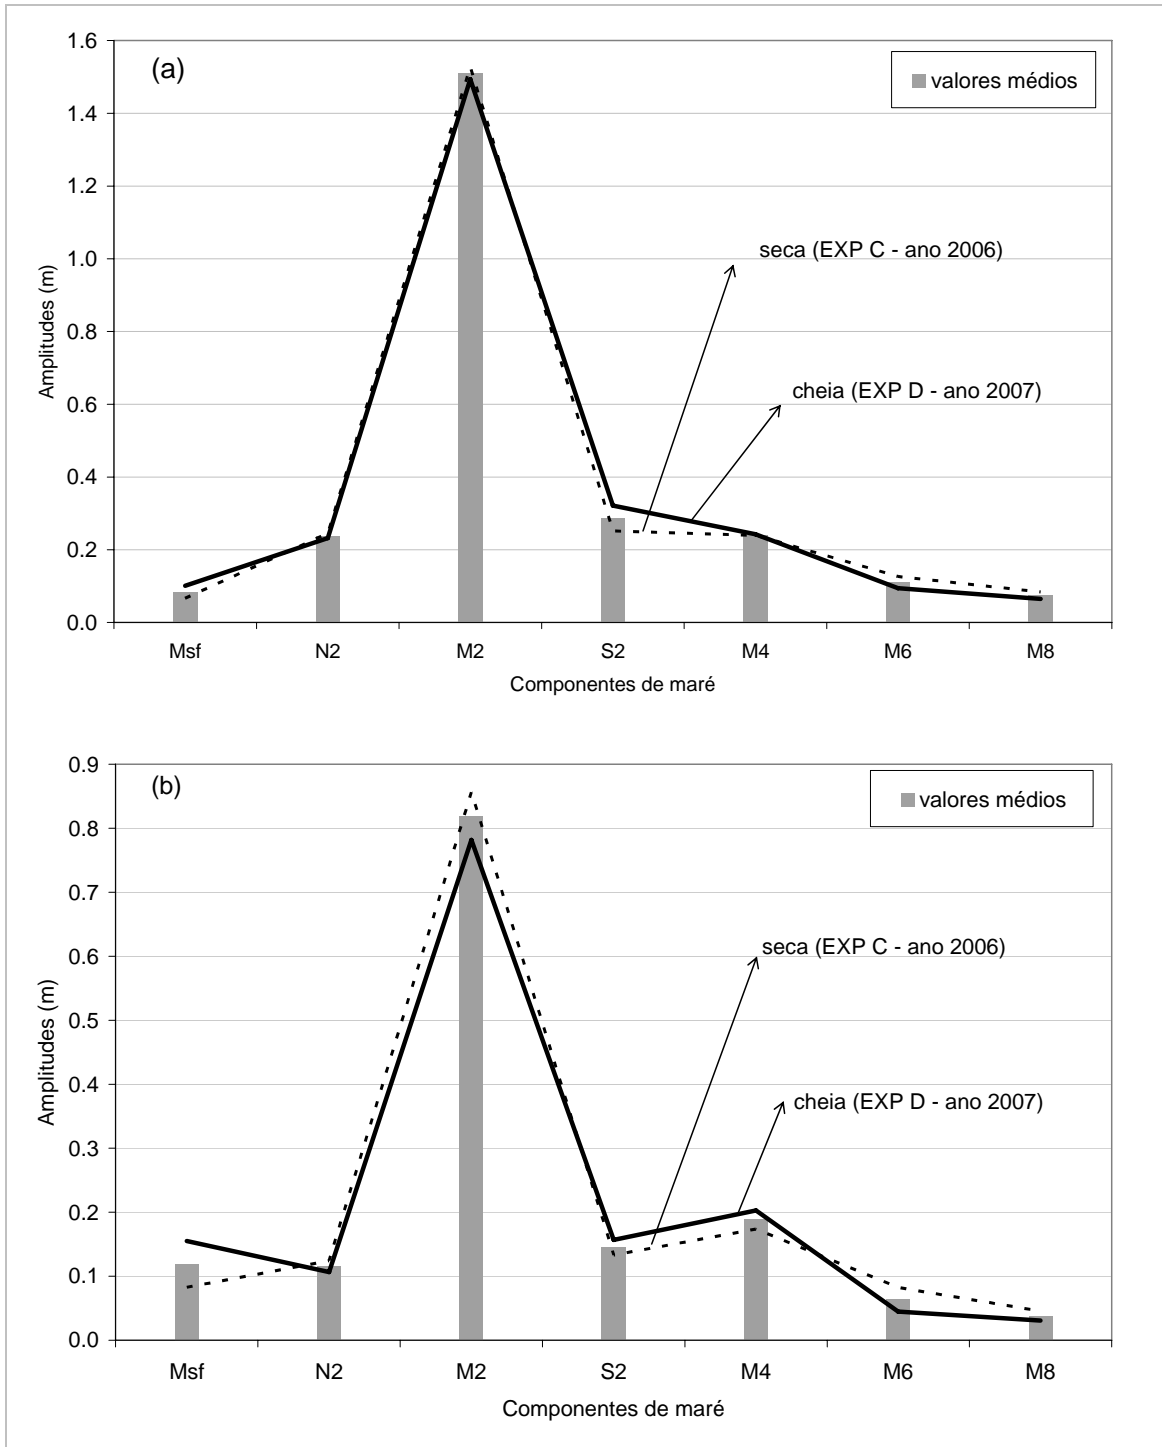 (a)
valores médios
1.6
1.4
1.2
1.0
0.8
0.6
0.4
0.2
0.0
Amplitudes (m)
seca (EXP C - ano 2006)
cheia (EXP D - ano 2007)
Msf N2 M2 S2 M4 M6 M8
Componentes de maré
(b)
valores médios
0.9
0.8
0.7
0.6
0.5
0.4
0.3
0.2
0.1
0.0
Amplitudes (m)
seca (EXP C - ano 2006)
cheia (EXP D - ano 2007)
Msf N2 M2 S2 M4 M6 M8
Componentes de maré